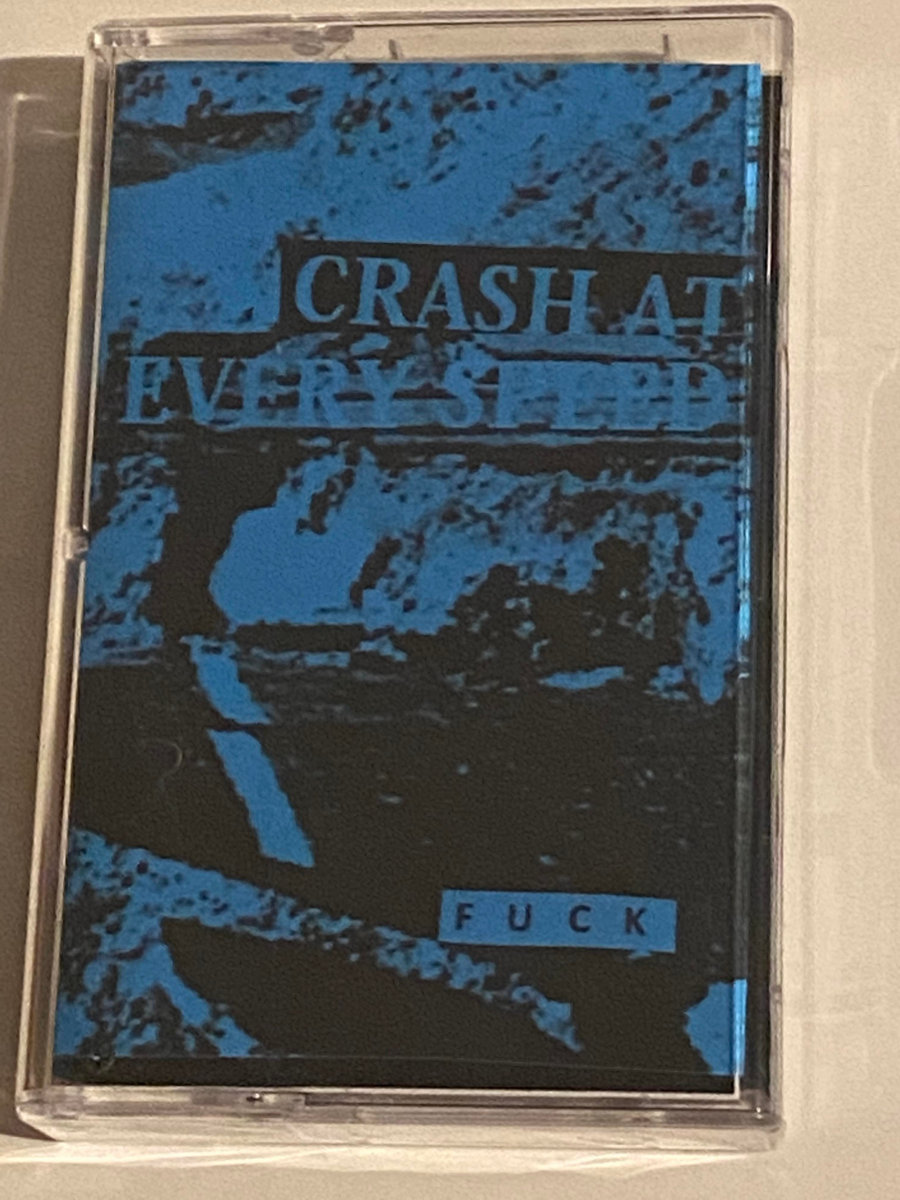 CRASH AT
EVERY SPEED
FUCK